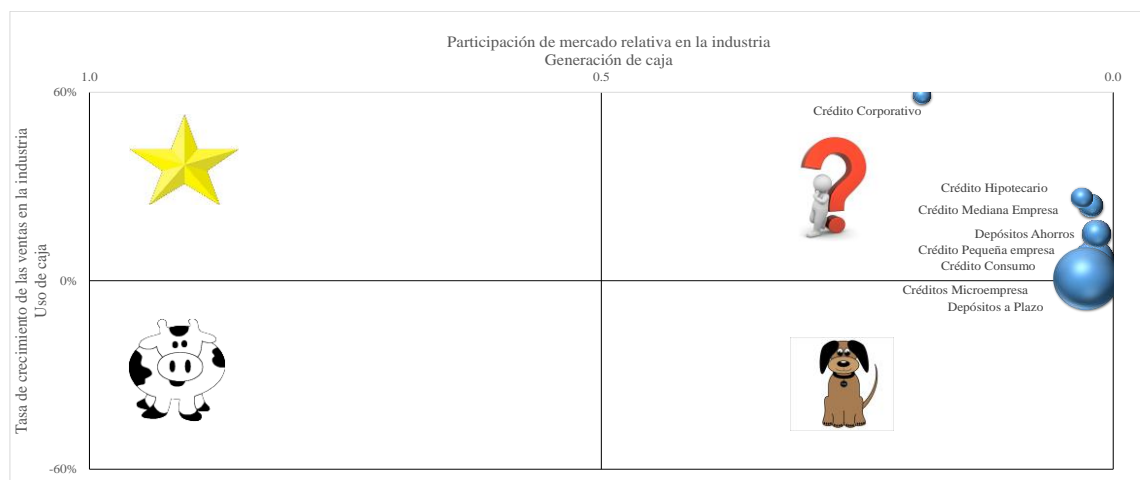 Participación de mercado relativa en la industria
Generación de caja
1.0
0.5
0.0
60%
0%
-60%
Tasa de crecimiento de las ventas en la industria
Uso de caja
Crédito Corporativo
Crédito Hipotecario
Crédito Mediana Empresa
Depósitos Ahorros
Crédito Pequeña empresa
Crédito Consumo
Créditos Microempresa
Depósitos a Plazo